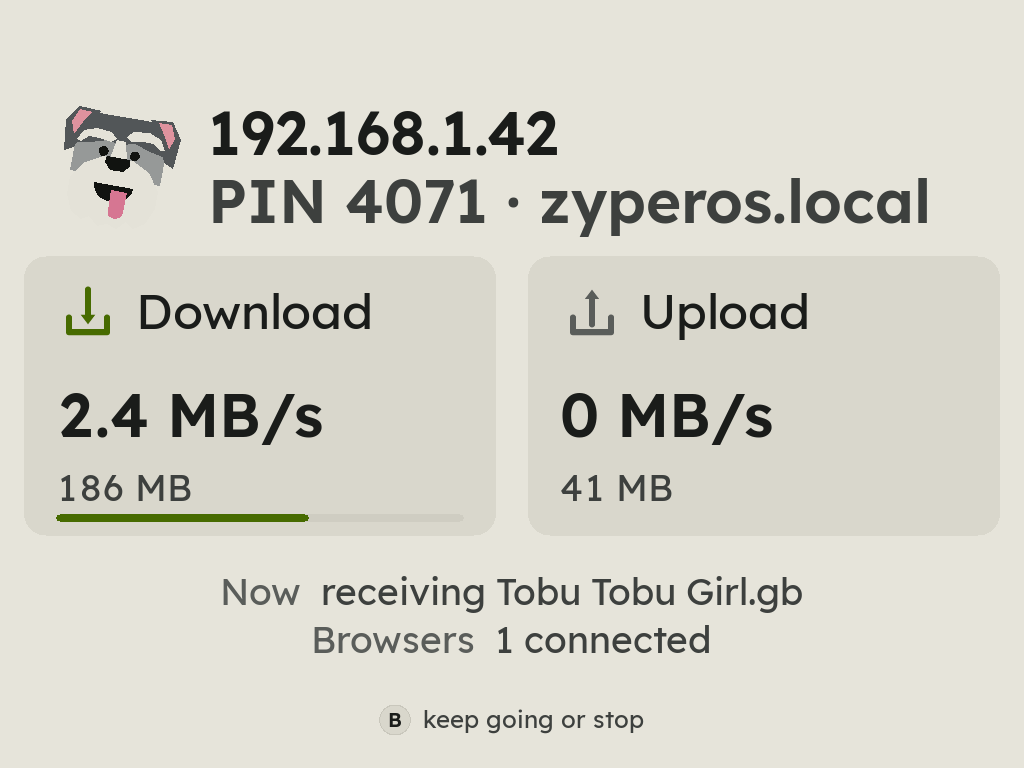 192.168.1.42
PIN 4071 · zyperos.local
Download
2.4 MB/s
186 MB
Upload
0 MB/s
41 MB
Now receiving Tobu Tobu Girl.gb
Browsers 1 connected
B keep going or stop